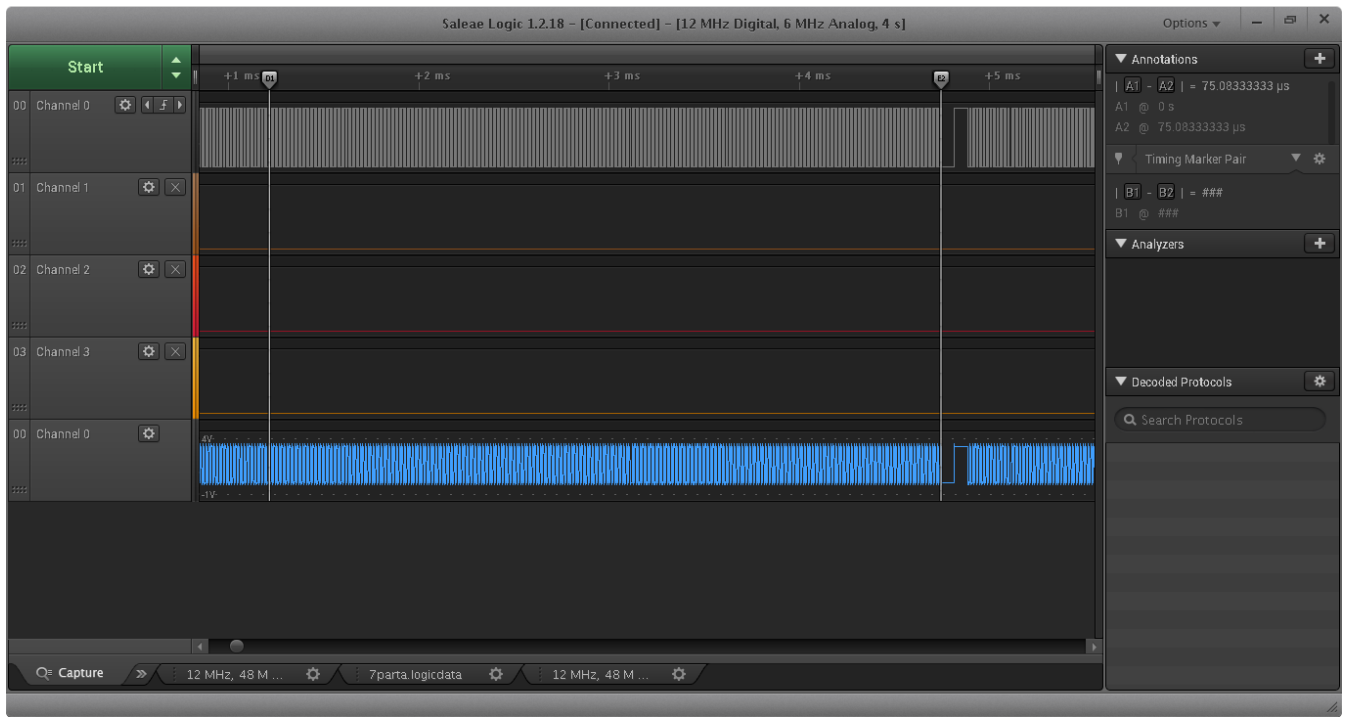 Saleae Logic 1.2.18 - [Connected] - [12 MHz Digital, 6 MHz Analog, 4 s]
Options
Start
+1 ms
D1
+2 ms
+3 ms
+4 ms
E2
+5 ms
00 Channel 0
01 Channel 1
02 Channel 2
03 Channel 3
00 Channel 0
4V
-1V
Annotations
| A1 - A2 | = 75.08333333 µs
A1 @ 0 s
A2 @ 75.08333333 µs
Timing Marker Pair
| B1 - B2 | = ###
B1 @ ###
Analyzers
Decoded Protocols
Search Protocols
Capture
12 MHz, 48 M ...
7parta.logicdata
12 MHz, 48 M ...